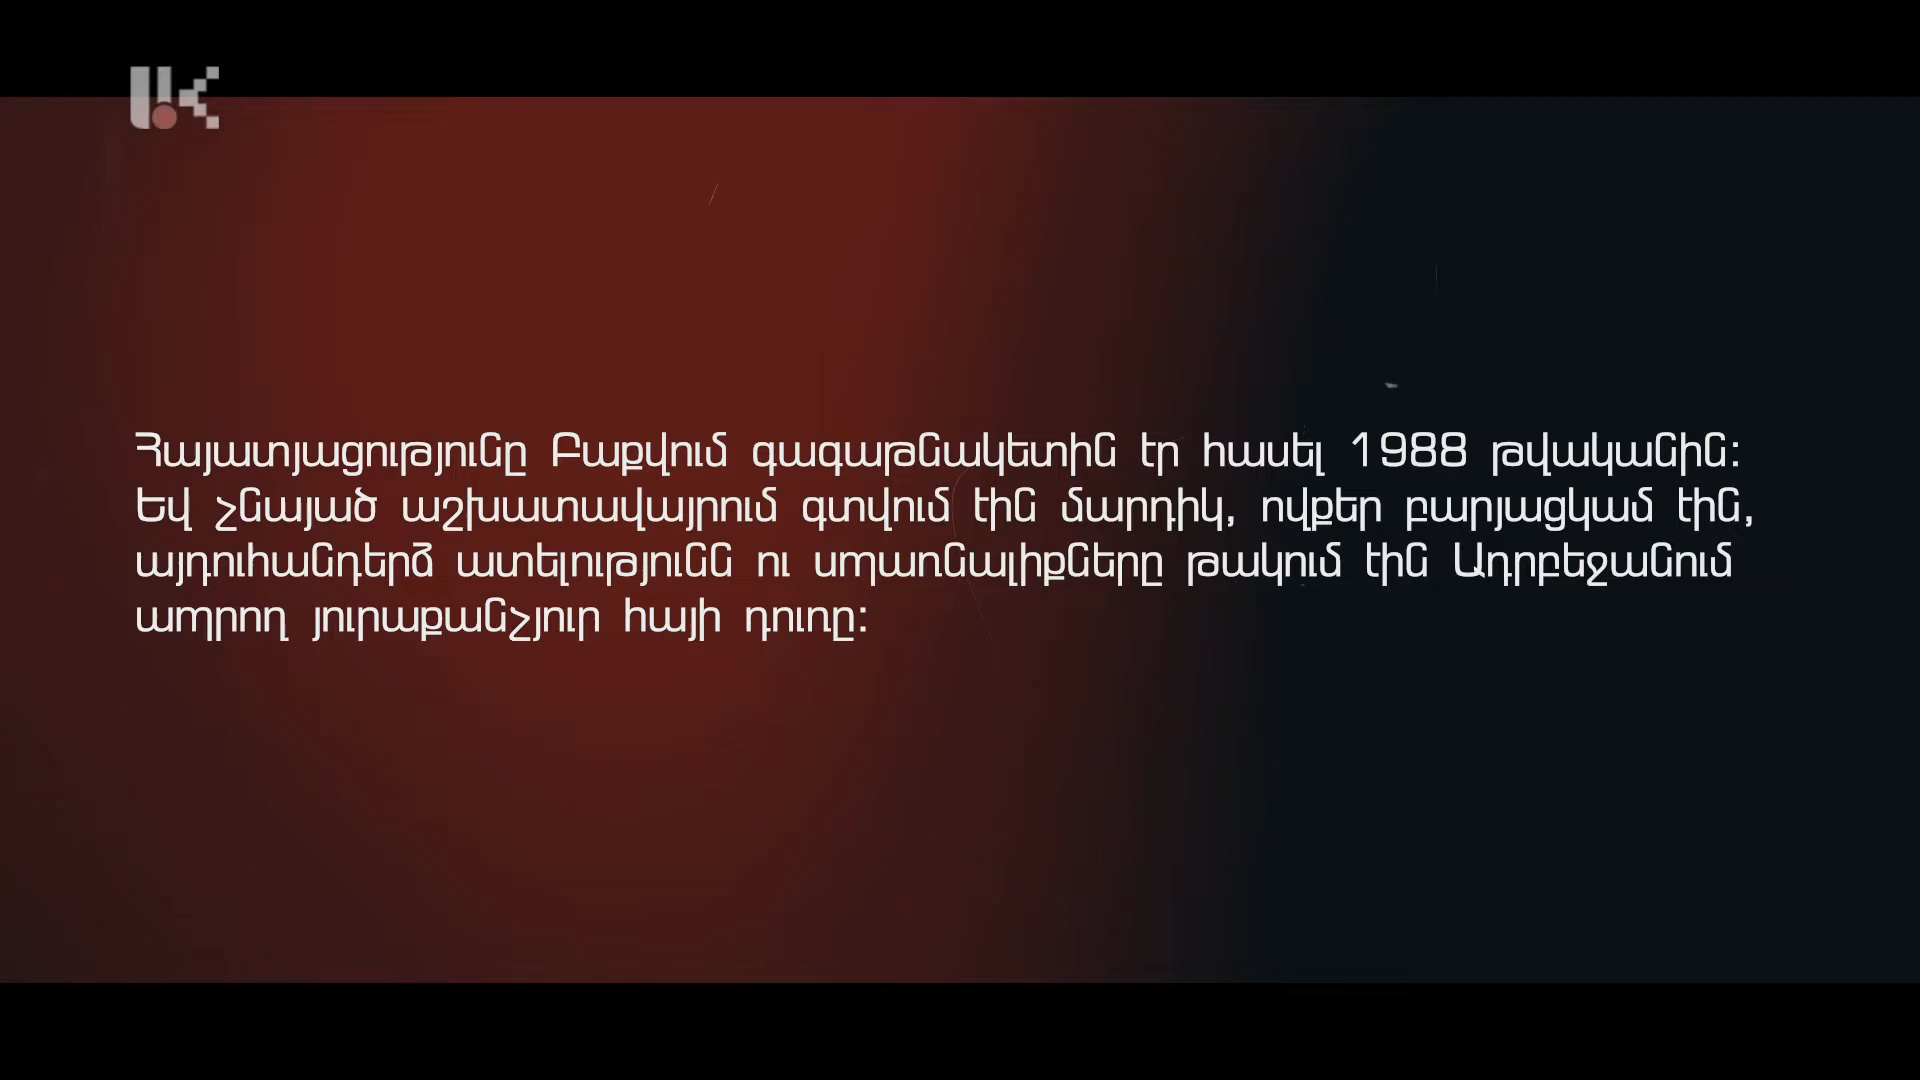 Հայատյացությունը Բաքվում գագաթնակետին էր հասել 1988 թվականին:
Եվ չնայած աշխատավայրում գտվում էին մարդիկ, ովքեր բարյացկամ էին,
այդուհանդերձ ատելությունն ու սպառնալիքները թակում էին Ադրբեջանում
ապրող յուրաքանչյուր հայի դուռը: